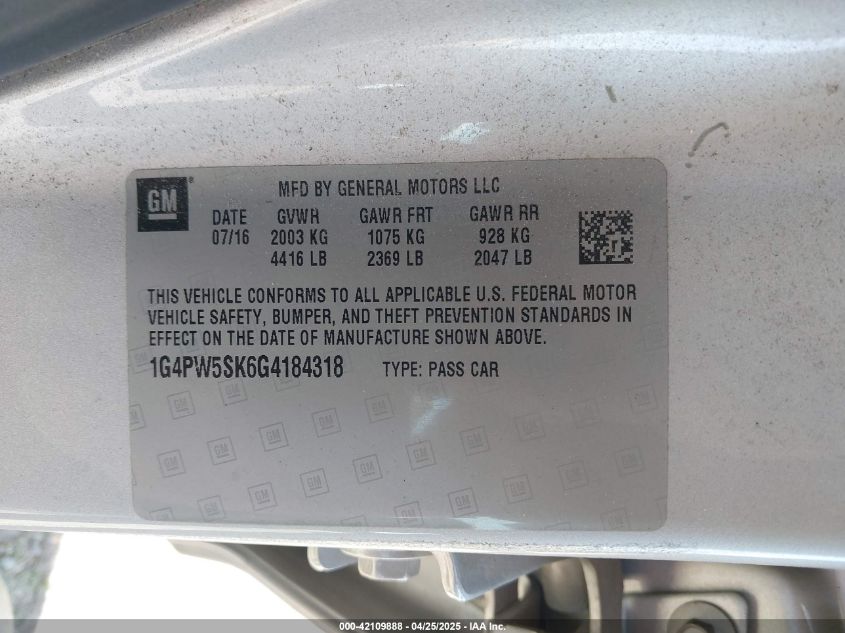 GM®
MFD BY GENERAL MOTORS LLC
DATE GVWR GAWR FRT GAWR RR
07/16 2003 KG 1075 KG 928 KG
4416 LB 2369 LB 2047 LB
THIS VEHICLE CONFORMS TO ALL APPLICABLE U.S. FEDERAL MOTOR
VEHICLE SAFETY, BUMPER, AND THEFT PREVENTION STANDARDS IN
EFFECT ON THE DATE OF MANUFACTURE SHOWN ABOVE.
1G4PW5SK6G4184318 TYPE: PASS CAR
000-42109888 - 04/25/2025 - IAA Inc.